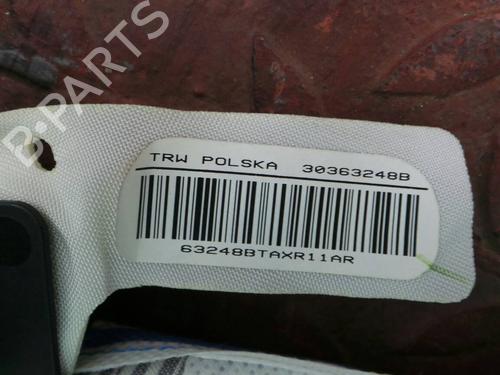 B-PARTS
TRW POLSKA 30363248B
63248BTAXR11AR